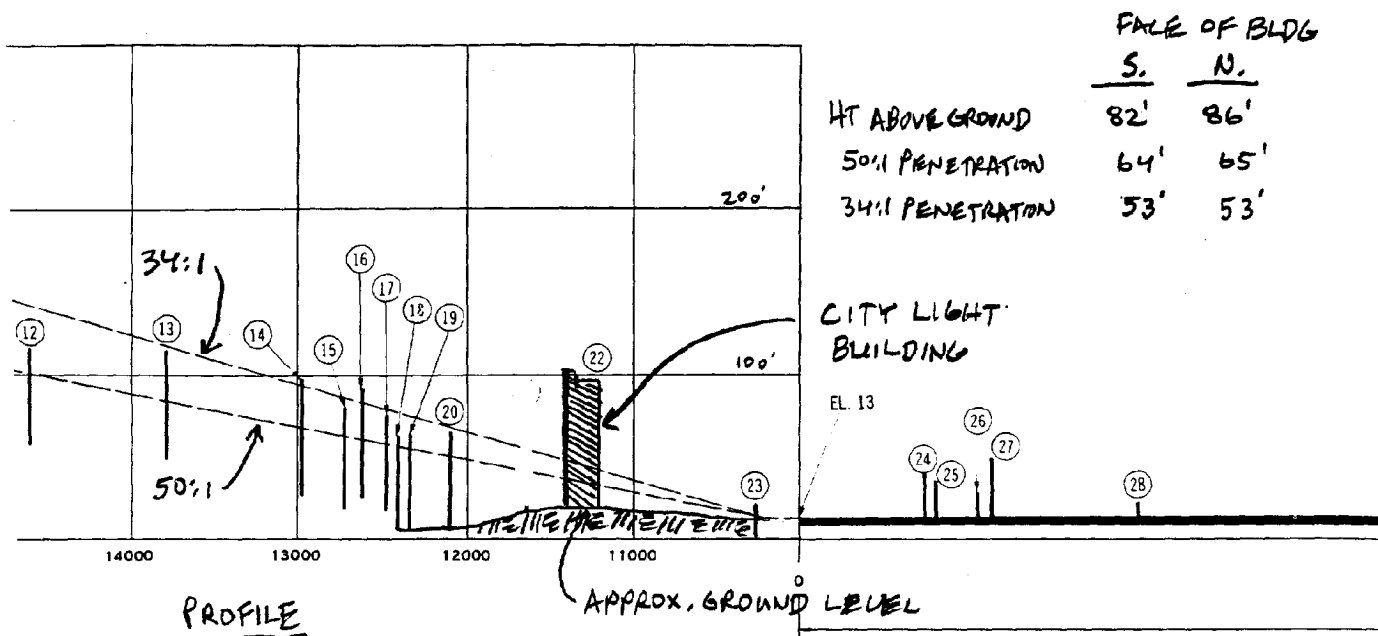 FACE OF BLDG
S. N.
HT ABOVE GROUND 82' 86'
50:1 PENETRATION 64' 65'
34:1 PENETRATION 53' 53'
200'
34:1
16
17
12
13
14
15
18
19
22
100'
CITY LIGHT
BUILDING
20
EL. 13
26
27
50:1
23
24
25
28
14000 13000 12000 11000 0
PROFILE
APPROX. GROUND LEVEL